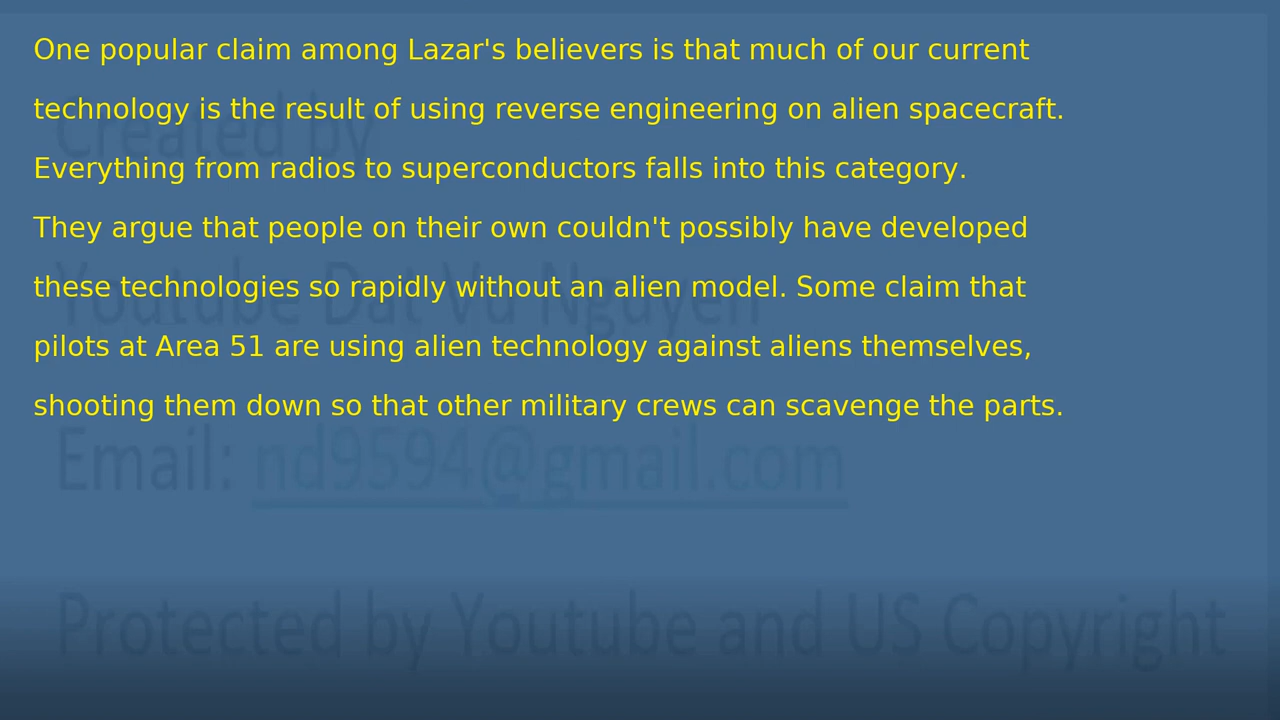 One popular claim among Lazar's believers is that much of our current
technology is the result of using reverse engineering on alien spacecraft.
Created by
Everything from radios to superconductors falls into this category.
They argue that people on their own couldn't possibly have developed
these technologies so rapidly without an alien model. Some claim that
Youtube Dat Vu Nguyen
pilots at Area 51 are using alien technology against aliens themselves,
shooting them down so that other military crews can scavenge the parts.
Email: nd9594@gmail.com
Protected by Youtube and US Copyright